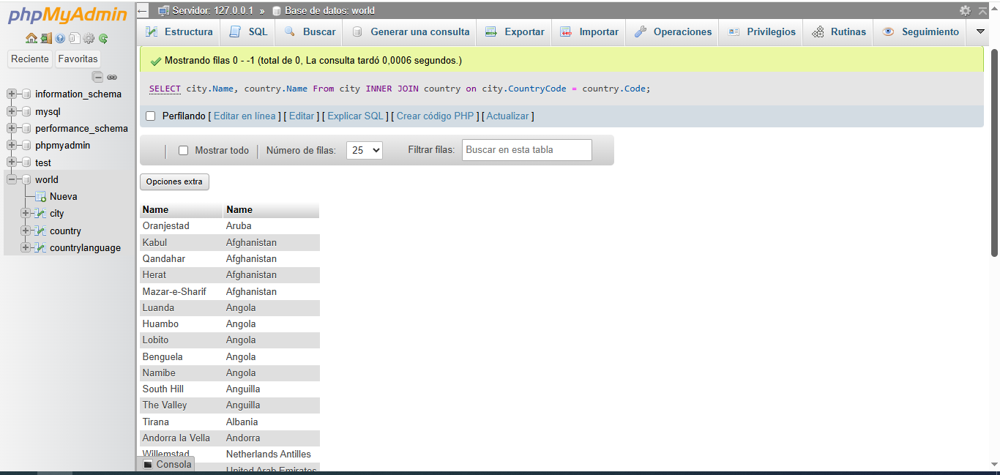 phpMyAdmin
Reciente Favoritas
information_schema
mysql
performance_schema
phpmyadmin
test
world
Nueva
city
country
countrylanguage
Servidor: 127.0.0.1 » Base de datos: world
Estructura SQL Buscar Generar una consulta Exportar Importar Operaciones Privilegios Rutinas Seguimiento
Mostrando filas 0 - -1 (total de 0, La consulta tardó 0,0006 segundos.)
SELECT city.Name, country.Name From city INNER JOIN country on city.CountryCode = country.Code;
Perfilando [ Editar en línea ] [ Editar ] [ Explicar SQL ] [ Crear código PHP ] [ Actualizar ]
Mostrar todo Número de filas: 25 Filtrar filas: Buscar en esta tabla
Opciones extra
Name Name
Oranjestad Aruba
Kabul Afghanistan
Qandahar Afghanistan
Herat Afghanistan
Mazar-e-Sharif Afghanistan
Luanda Angola
Huambo Angola
Lobito Angola
Benguela Angola
Namibe Angola
South Hill Anguilla
The Valley Anguilla
Tirana Albania
Andorra la Vella Andorra
Willemstad Netherlands Antilles
United Arab Emirates
Consola